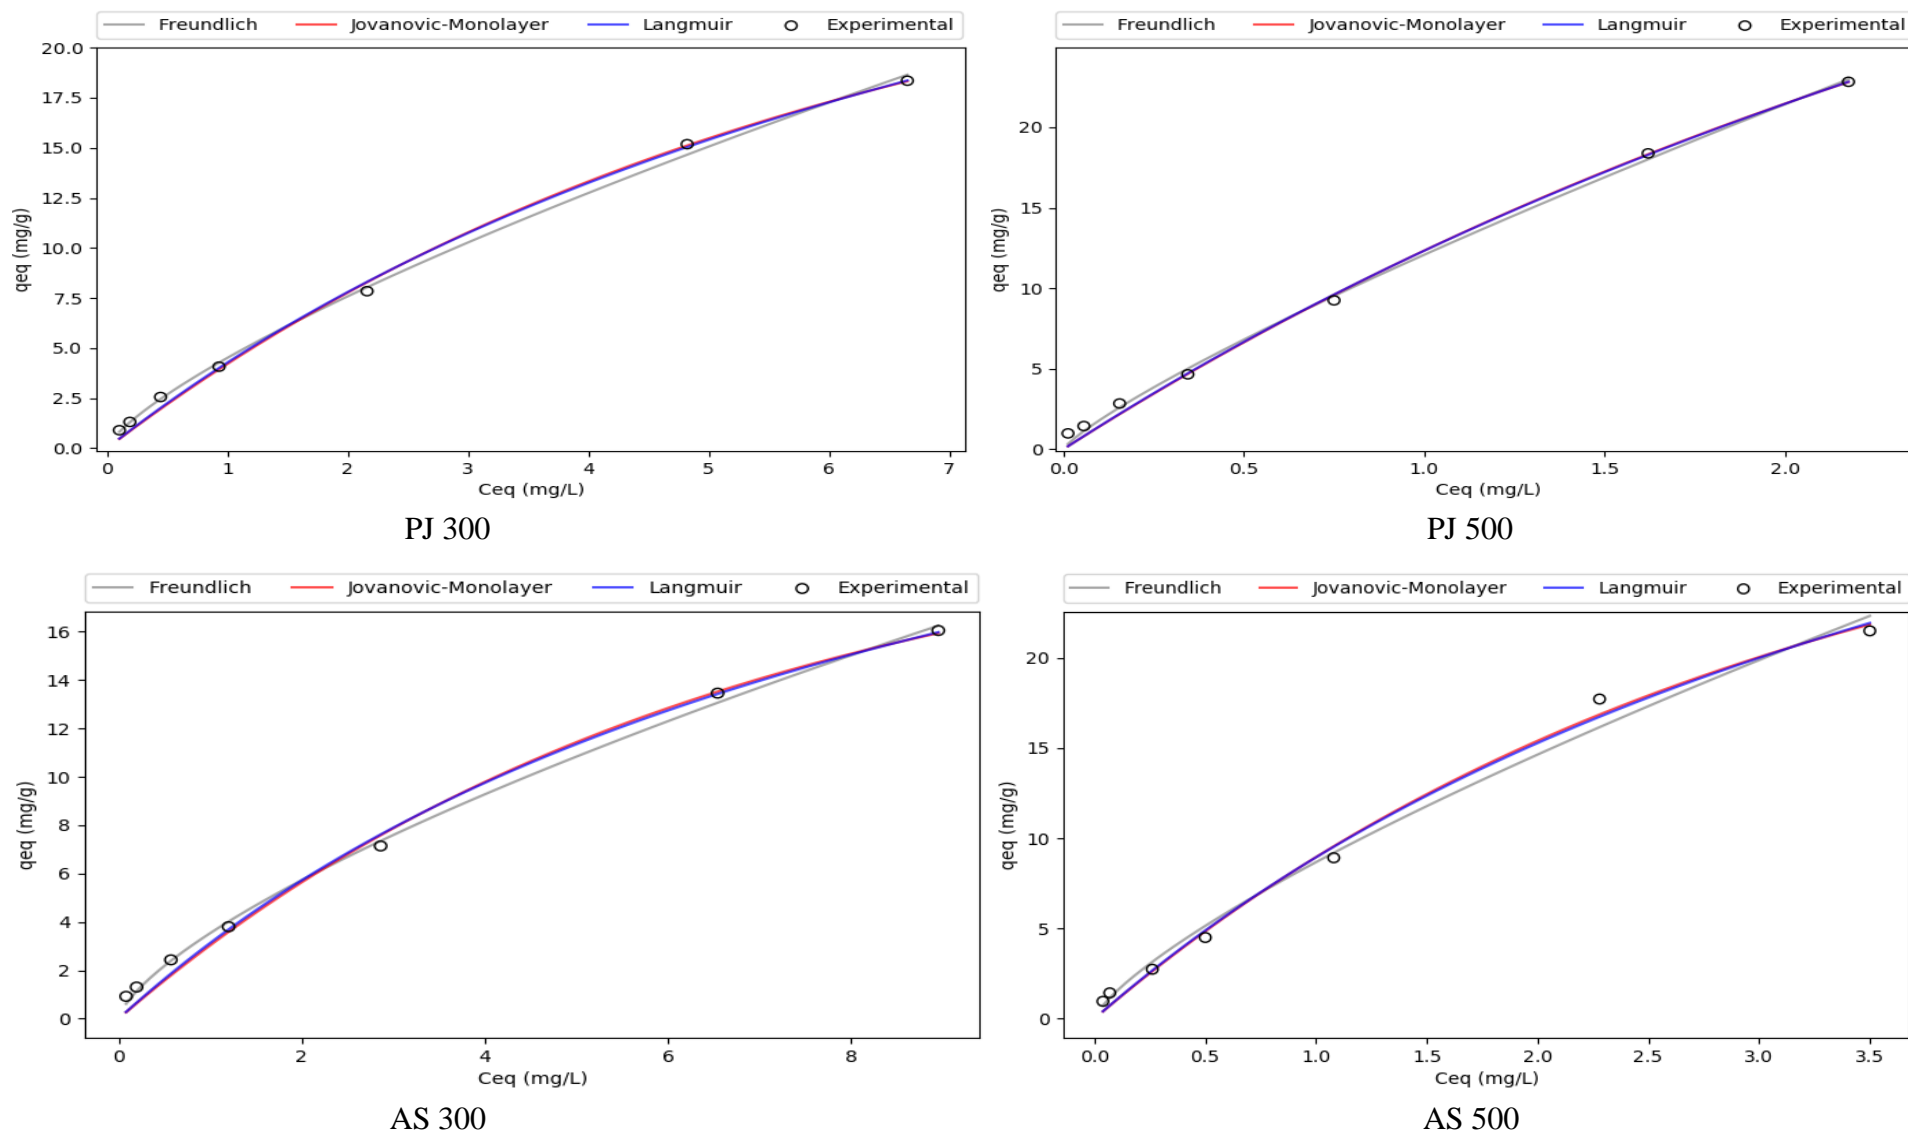 Freundlich Jovanovic-Monolayer Langmuir Experimental
20.0
17.5
15.0
12.5
10.0
7.5
5.0
2.5
0.0
qeq (mg/g)
0 1 2 3 4 5 6 7
Ceq (mg/L)
PJ 300
Freundlich Jovanovic-Monolayer Langmuir Experimental
20
15
10
5
0
qeq (mg/g)
0.0 0.5 1.0 1.5 2.0
Ceq (mg/L)
PJ 500
Freundlich Jovanovic-Monolayer Langmuir Experimental
16
14
12
10
8
6
4
2
0
qeq (mg/g)
0 2 4 6 8
Ceq (mg/L)
AS 300
Freundlich Jovanovic-Monolayer Langmuir Experimental
20
15
10
5
0
qeq (mg/g)
0.0 0.5 1.0 1.5 2.0 2.5 3.0 3.5
Ceq (mg/L)
AS 500